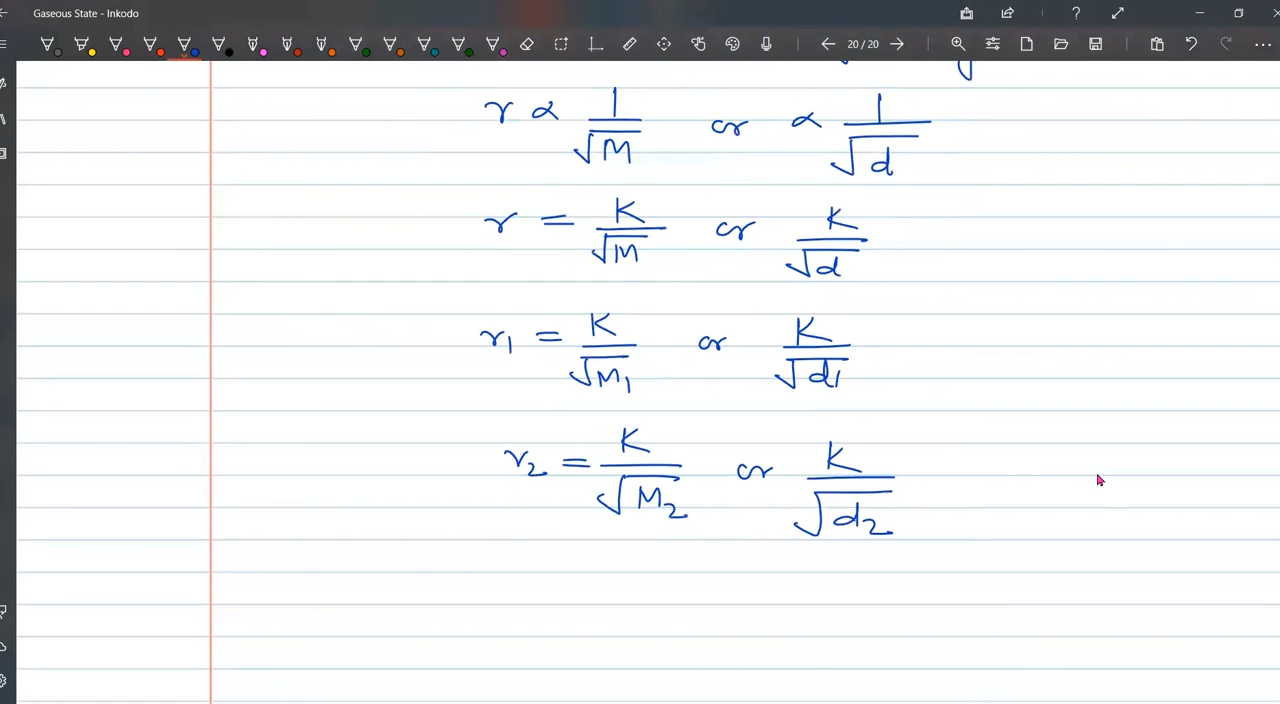 Gaseous State - Inkodo
20 / 20
r ∝ 1/√M or ∝ 1/√d
r = K/√M or K/√d
r₁ = K/√M₁ or K/√d₁
r₂ = K/√M₂ or K/√d₂